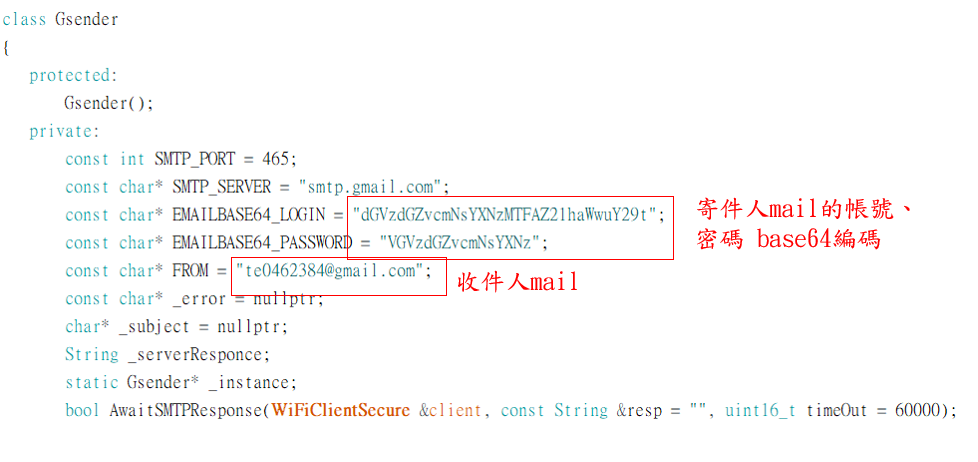 class Gsender
{
protected:
Gsender();
private:
const int SMTP_PORT = 465;
const char* SMTP_SERVER = "smtp.gmail.com";
const char* EMAILBASE64_LOGIN = "dGVzdGZvcmNsYXNzMTFAZ21haWwuY29t";
const char* EMAILBASE64_PASSWORD = "VGVzdGZvcmNsYXNz";
寄件人mail的帳號、
密碼 base64編碼
const char* FROM = "te0462384@gmail.com";
收件人mail
const char* _error = nullptr;
char* _subject = nullptr;
String _serverResponce;
static Gsender* _instance;
bool AwaitSMTPResponse(WiFiClientSecure &client, const String &resp = "", uint16_t timeOut = 60000);